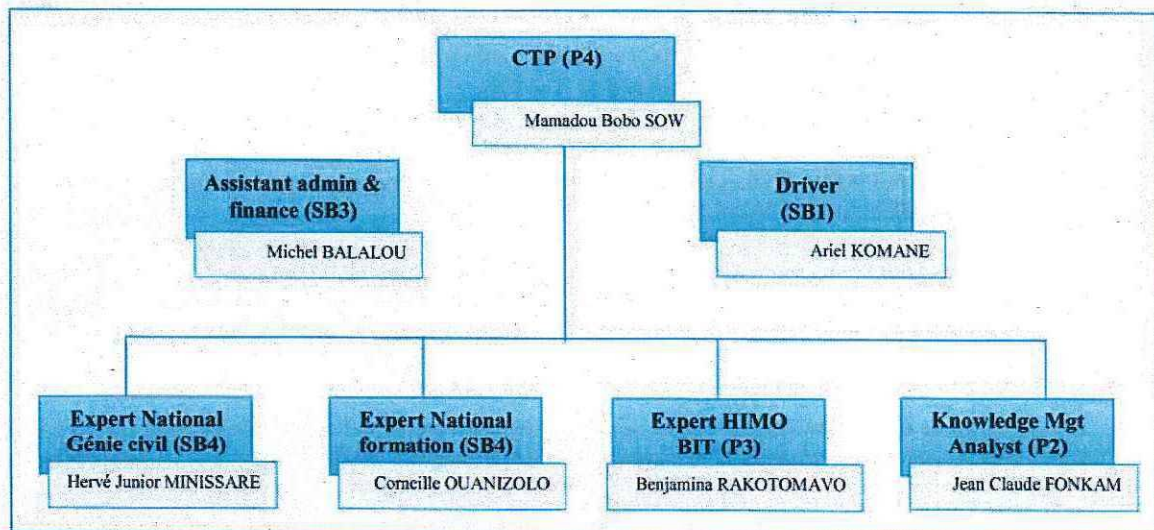 CTP (P4)
Mamadou Bobo SOW
Assistant admin &
finance (SB3)
Michel BALALOU
Driver
(SB1)
Ariel KOMANE
Expert National
Génie civil (SB4)
Hervé Junior MINISSARE
Expert National
formation (SB4)
Corneille OUANIZOLO
Expert HIMO
BIT (P3)
Benjamina RAKOTOMAVO
Knowledge Mgt
Analyst (P2)
Jean Claude FONKAM